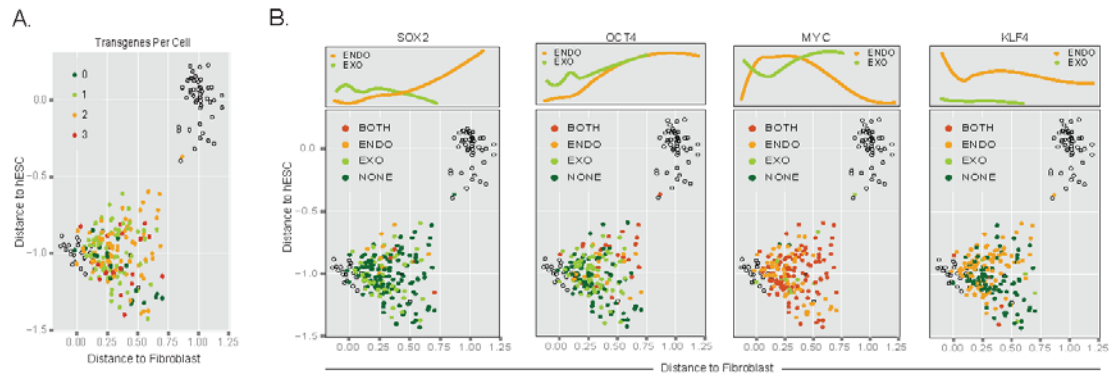 A.
Transgenes Per Cell
0
1
2
3
0.0
−0.5
−1.0
−1.5
0.00 0.25 0.50 0.75 1.00 1.25
Distance to hESC
Distance to Fibroblast
B.
SOX2
OCT4
MYC
KLF4
ENDO
EXO
ENDO
EXO
ENDO
EXO
ENDO
EXO
BOTH
ENDO
EXO
NONE
BOTH
ENDO
EXO
NONE
BOTH
ENDO
EXO
NONE
BOTH
ENDO
EXO
NONE
0.0
−0.5
−1.0
−1.5
Distance to hESC
0.00 0.25 0.50 0.75 1.00 1.25
0.00 0.25 0.50 0.75 1.00 1.25
0.00 0.25 0.50 0.75 1.00 1.25
0.00 0.25 0.50 0.75 1.00 1.25
Distance to Fibroblast